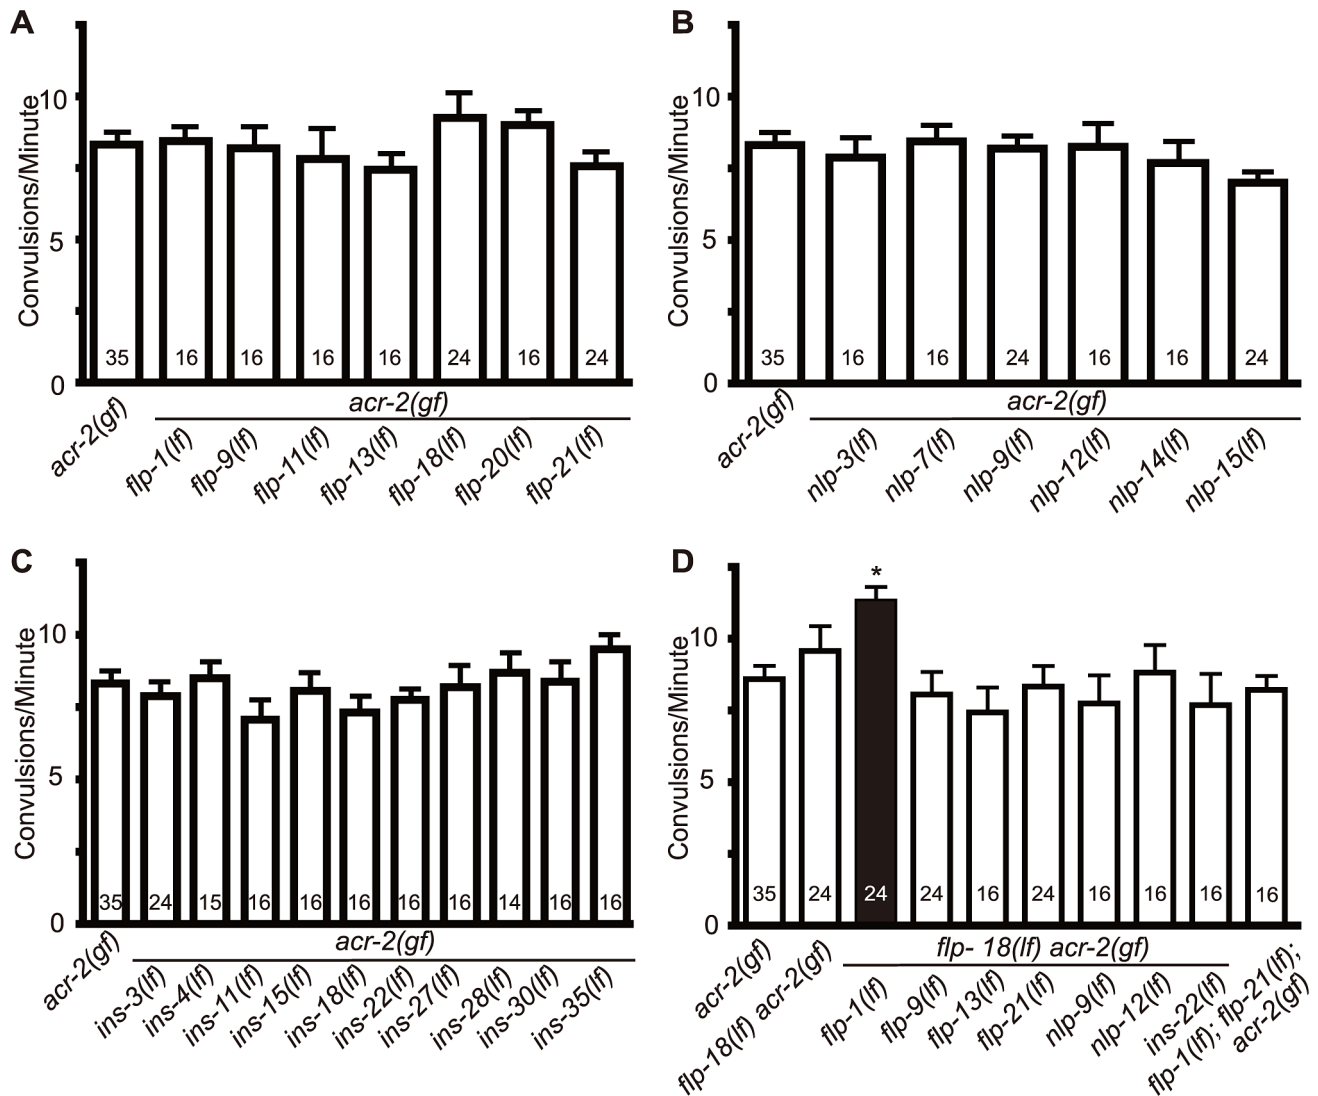 A
Convulsions/Minute
10
5
0
35 16 16 16 16 24 16 24
acr-2(gf)
acr-2(gf)
flp-1(lf) flp-9(lf) flp-11(lf) flp-13(lf) flp-18(lf) flp-20(lf) flp-21(lf)
B
Convulsions/Minute
10
5
0
35 16 16 24 16 16 24
acr-2(gf)
acr-2(gf)
nlp-3(lf) nlp-7(lf) nlp-9(lf) nlp-12(lf) nlp-14(lf) nlp-15(lf)
C
Convulsions/Minute
10
5
0
35 24 15 16 16 16 16 16 14 16 16
acr-2(gf)
acr-2(gf)
ins-3(lf) ins-4(lf) ins-11(lf) ins-15(lf) ins-18(lf) ins-22(lf) ins-27(lf) ins-28(lf) ins-30(lf) ins-35(lf)
D
Convulsions/Minute
10
5
0
*
35 24 24 24 16 24 16 16 16 16
acr-2(gf)
flp-18(lf) acr-2(gf)
flp- 18(lf) acr-2(gf)
flp-1(lf) flp-9(lf) flp-13(lf) flp-21(lf) nlp-9(lf) nlp-12(lf) ins-22(lf)
flp-1(lf); flp-21(lf);
acr-2(gf)